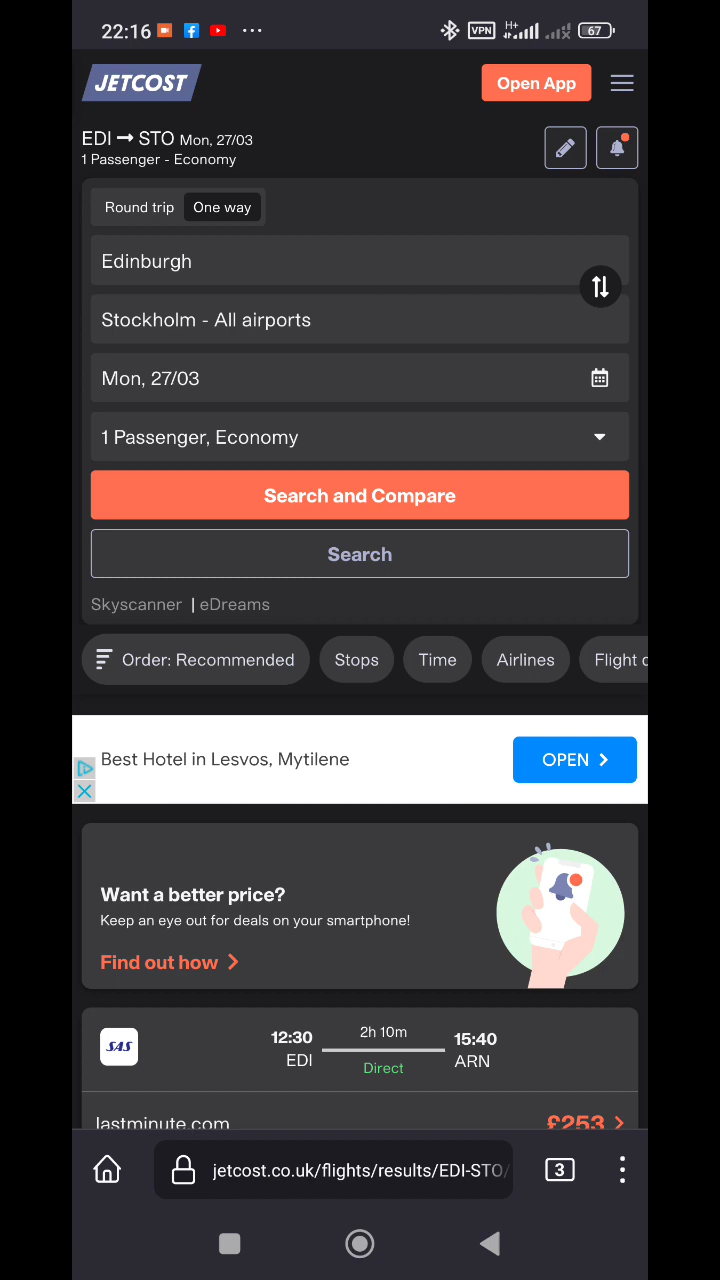 22:16
VPN
H+
67
JETCOST
Open App
EDI → STO Mon, 27/03
1 Passenger - Economy
Round trip
One way
Edinburgh
Stockholm - All airports
Mon, 27/03
1 Passenger, Economy
Search and Compare
Search
Skyscanner | eDreams
Order: Recommended
Stops
Time
Airlines
Flight
Best Hotel in Lesvos, Mytilene
OPEN
Want a better price?
Keep an eye out for deals on your smartphone!
Find out how
SAS
12:30
2h 10m
15:40
EDI
Direct
ARN
lastminute.com
£253
jetcost.co.uk/flights/results/EDI-STO/
3